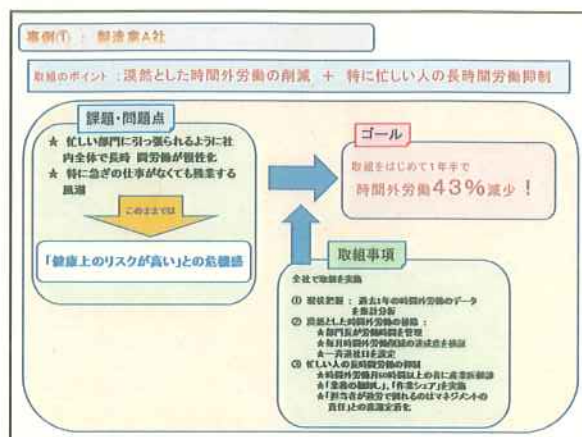 事例① : 製造業A社
取組のポイント:漠然とした時間外労働の削減 + 特に忙しい人の長時間労働抑制
課題・問題点
★ 忙しい部門に引っ張られるように社
内全体で長時 間労働が慢性化
★ 特に急ぎの仕事がなくても残業する
風潮
このままでは
「健康上のリスクが高い」との危機感
ゴール
取組をはじめて1年半で
時間外労働43%減少!
取組事項
全社で取組を実施
① 現状把握 : 過去1年の時間外労働のデータ
を集計分析
② 漠然とした時間外労働の排除 :
★部門長が労働時間を管理
★毎月時間外労働削減の達成度を検証
★一斉退社日を設定
③ 忙しい人の長時間労働の抑制
★時間外労働月60時間以上の者に産業医面談
★「業務の棚卸し」、「作業シェア」を実施
★「担当者が疲労で倒れるのはマネジメントの
責任」との意識定着化